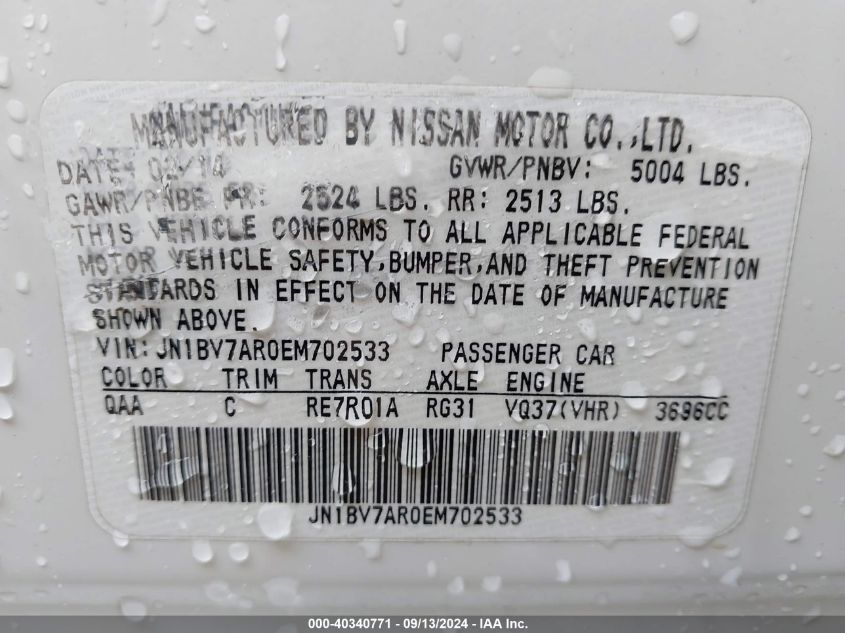 MANUFACTURED BY NISSAN MOTOR CO.,LTD.
DATE: 02/14 GVWR/PNBV: 5004 LBS.
GAWR/PNBE FR: 2524 LBS. RR: 2513 LBS.
THIS VEHICLE CONFORMS TO ALL APPLICABLE FEDERAL
MOTOR VEHICLE SAFETY,BUMPER,AND THEFT PREVENTION
STANDARDS IN EFFECT ON THE DATE OF MANUFACTURE
SHOWN ABOVE.
VIN: JN1BV7AR0EM702533 PASSENGER CAR
COLOR TRIM TRANS AXLE ENGINE
QAA C RE7R01A RG31 VQ37(VHR) 3696CC
JN1BV7AR0EM702533
000-40340771 - 09/13/2024 - IAA Inc.